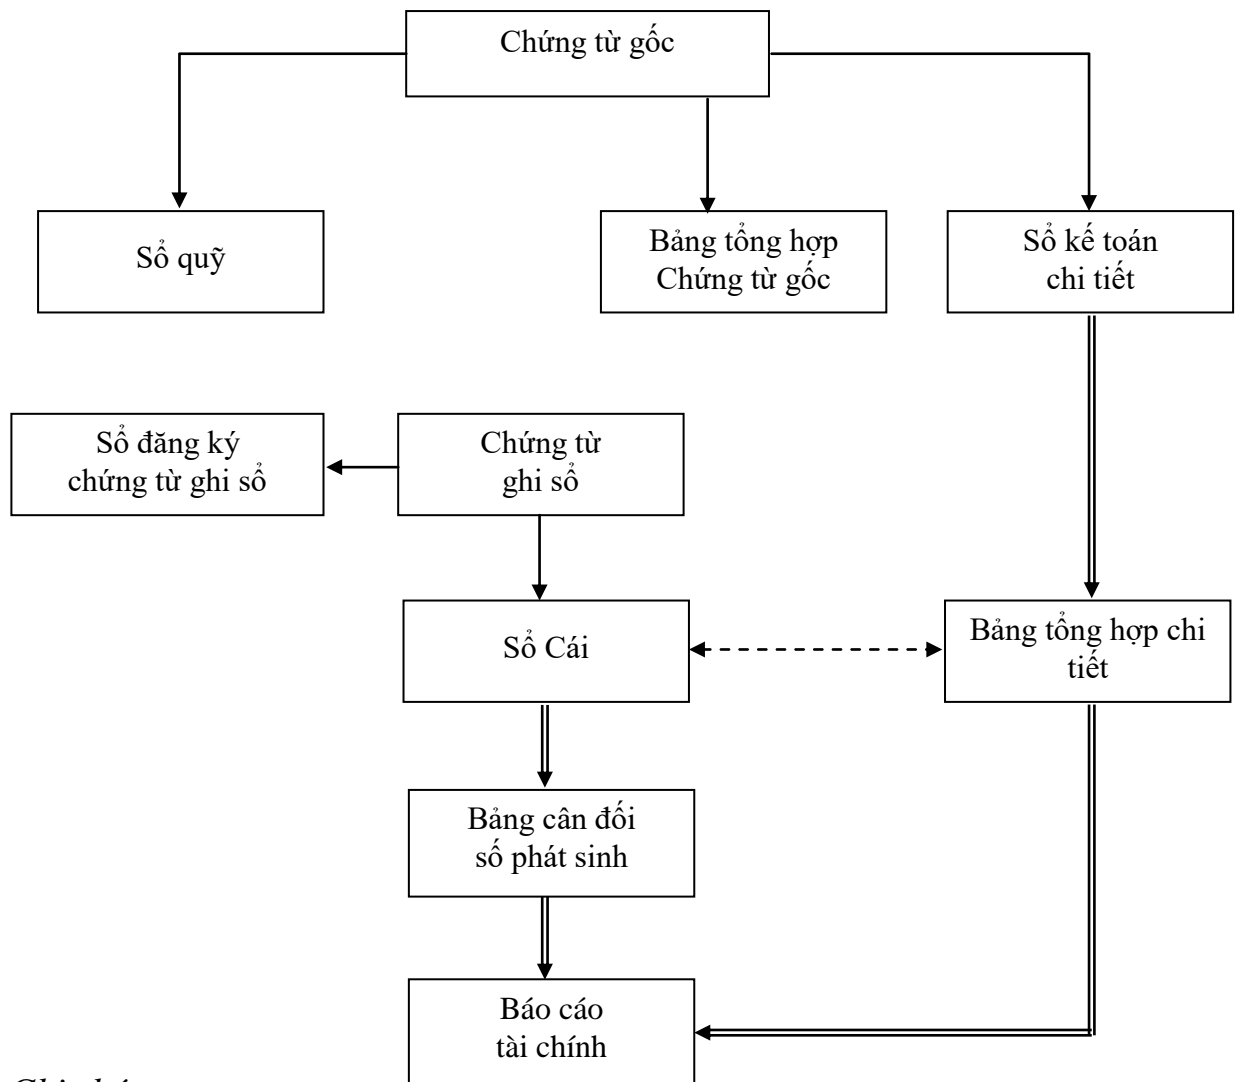 Chứng từ gốc
Sổ quỹ
Bảng tổng hợp
Chứng từ gốc
Sổ kế toán
chi tiết
Sổ đăng ký
chứng từ ghi sổ
Chứng từ
ghi sổ
Sổ Cái
Bảng tổng hợp chi
tiết
Bảng cân đối
số phát sinh
Báo cáo
tài chính